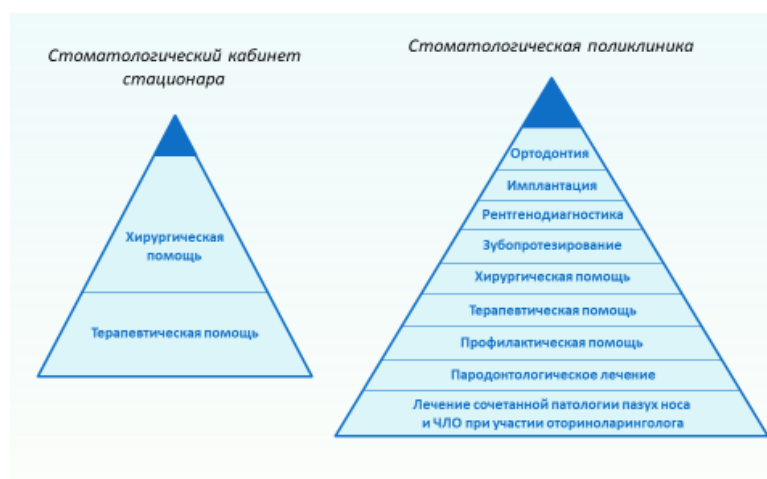 Стоматологический кабинет
стационара
Хирургическая
помощь
Терапевтическая помощь
Стоматологическая поликлиника
Ортодонтия
Имплантация
Рентгенодиагностика
Зубопротезирование
Хирургическая помощь
Терапевтическая помощь
Профилактическая помощь
Пародонтологическое лечение
Лечение сочетанной патологии пазух носа
и ЧЛО при участии оториноларинголога